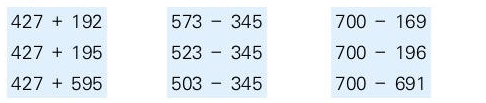 427 + 192
427 + 195
427 + 595
573 − 345
523 − 345
503 − 345
700 − 169
700 − 196
700 − 691